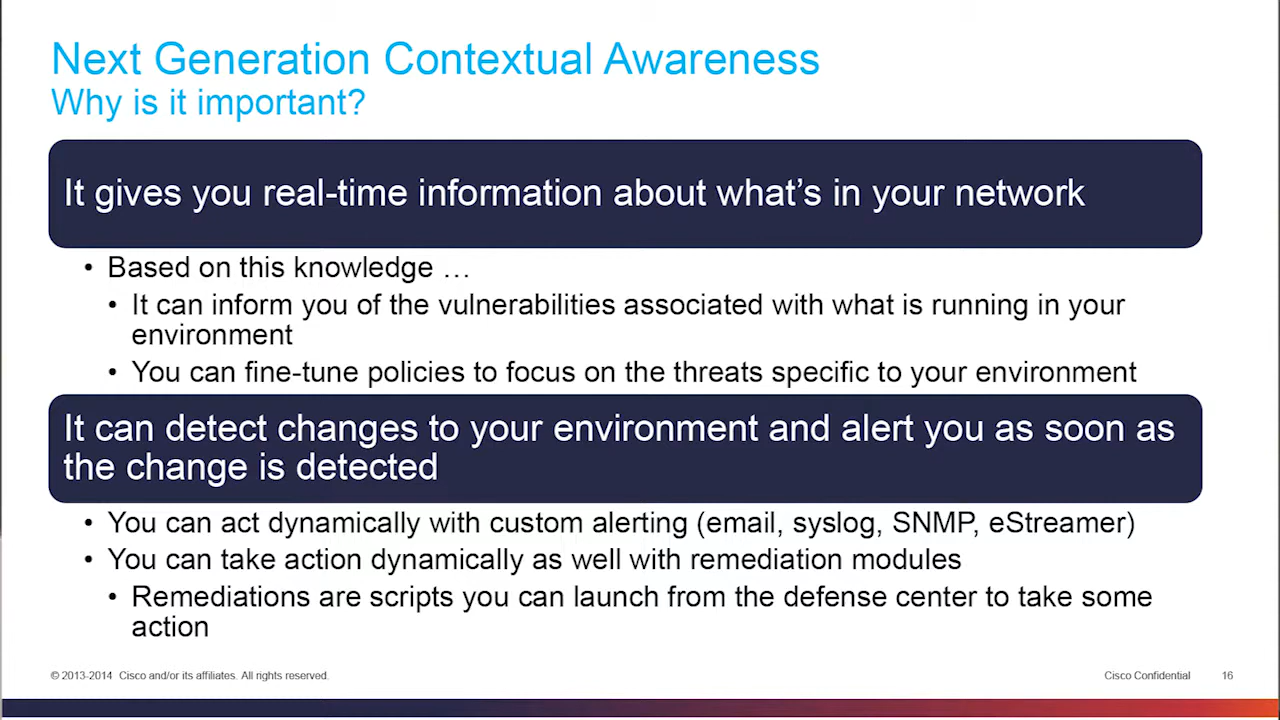 Next Generation Contextual Awareness
Why is it important?
It gives you real-time information about what’s in your network
• Based on this knowledge …
• It can inform you of the vulnerabilities associated with what is running in your
environment
• You can fine-tune policies to focus on the threats specific to your environment
It can detect changes to your environment and alert you as soon as
the change is detected
• You can act dynamically with custom alerting (email, syslog, SNMP, eStreamer)
• You can take action dynamically as well with remediation modules
• Remediations are scripts you can launch from the defense center to take some
action
© 2013-2014 Cisco and/or its affiliates. All rights reserved. Cisco Confidential 16